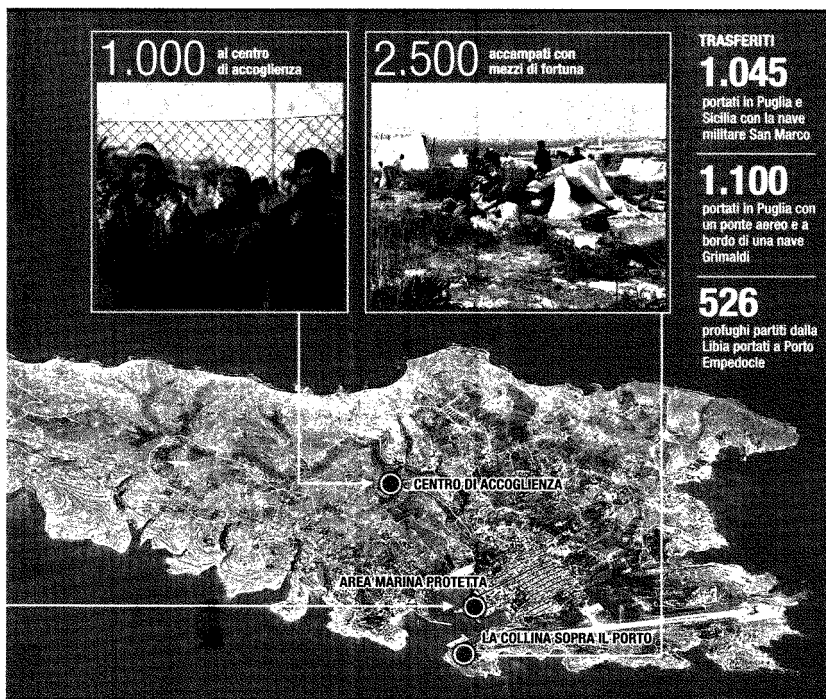 1.000 al centro
di accoglienza
2.500 accampati con
mezzi di fortuna
TRASFERITI
1.045
portati in Puglia e
Sicilia con la nave
militare San Marco
1.100
portati in Puglia con
un ponte aereo e a
bordo di una nave
Grimaldi
526
profughi partiti dalla
Libia portati a Porto
Empedocle
CENTRO DI ACCOGLIENZA
AREA MARINA PROTETTA
LA COLLINA SOPRA IL PORTO